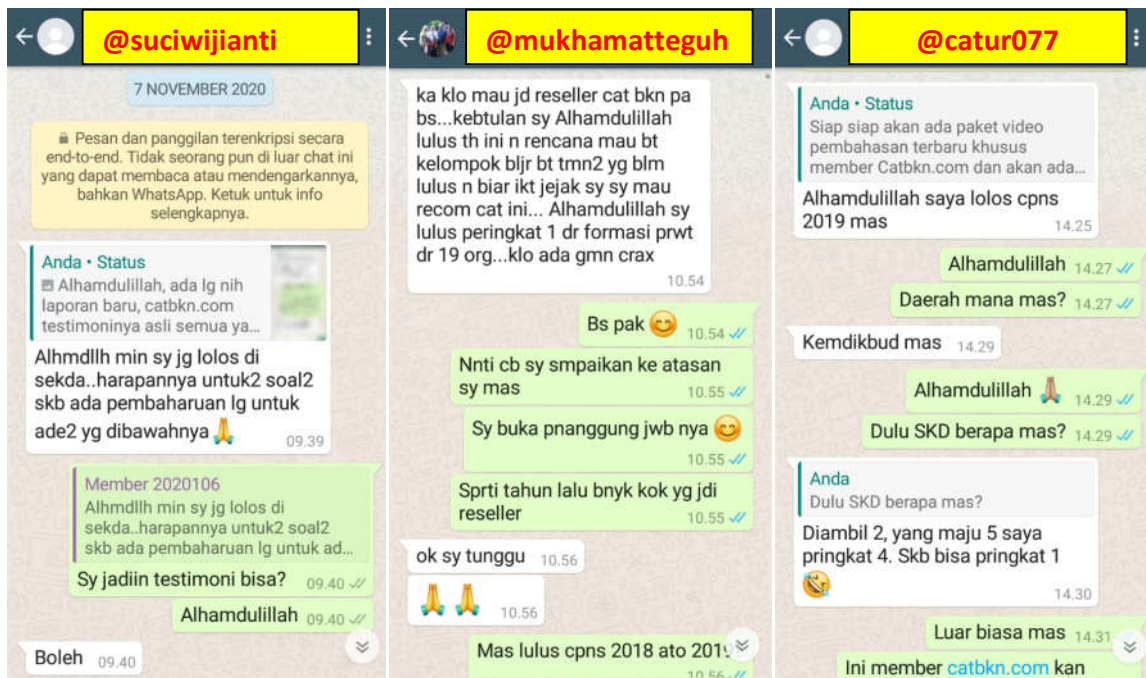 @suciwijianti
7 NOVEMBER 2020
Pesan dan panggilan terenkripsi secara
end-to-end. Tidak seorang pun di luar chat ini
yang dapat membaca atau mendengarkannya,
bahkan WhatsApp. Ketuk untuk info
selengkapnya.
Anda • Status
Alhamdulillah, ada lg nih
laporan baru, catbkn.com
testimoninya asli semua ya...
Alhmdllh min sy jg lolos di
sekda..harapannya untuk2 soal2
skb ada pembaharuan lg untuk
ade2 yg dibawahnya 🙏
09.39
Member 2020106
Alhmdllh min sy jg lolos di
sekda..harapannya untuk2 soal2
skb ada pembaharuan lg untuk ad...
Sy jadiin testimoni bisa? 09.40
Alhamdulillah 09.40
Boleh 09.40
@mukhamatteguh
ka klo mau jd reseller cat bkn pa
bs...kebtulan sy Alhamdulillah
lulus th ini n rencana mau bt
kelompok bljr bt tmn2 yg blm
lulus n biar ikt jejak sy sy mau
recom cat ini... Alhamdulillah sy
lulus peringkat 1 dr formasi prwt
dr 19 org...klo ada gmn crax
10.54
Bs pak 😊 10.54
Nnti cb sy smpaikan ke atasan
sy mas 10.55
Sy buka pnanggung jwb nya 😊
10.55
Sprti tahun lalu bnyk kok yg jdi
reseller 10.55
ok sy tunggu 10.56
🙏🙏 10.56
Mas lulus cpns 2018 ato 2019
10.56
@catur077
Anda • Status
Siap siap akan ada paket video
pembahasan terbaru khusus
member Catbkn.com dan akan ada...
Alhamdulillah saya lolos cpns
2019 mas 14.25
Alhamdulillah 14.27
Daerah mana mas? 14.27
Kemdikbud mas 14.29
Alhamdulillah 🙏🏽 14.29
Dulu SKD berapa mas? 14.29
Anda
Dulu SKD berapa mas?
Diambil 2, yang maju 5 saya
pringkat 4. Skb bisa pringkat 1
🤣 14.30
Luar biasa mas 14.31
Ini member catbkn.com kan